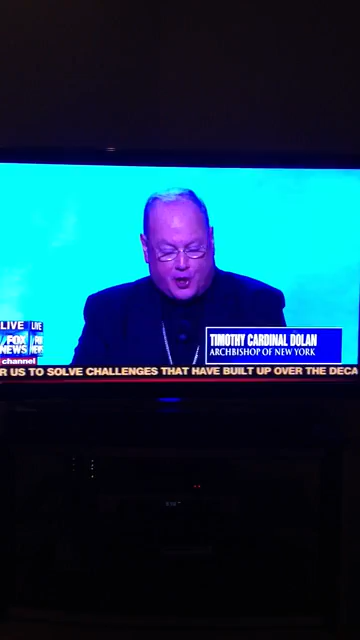 LIVE LIVE
FOX
NEWS
channel
TIMOTHY CARDINAL DOLAN
ARCHBISHOP OF NEW YORK
R US TO SOLVE CHALLENGES THAT HAVE BUILT UP OVER THE DECA